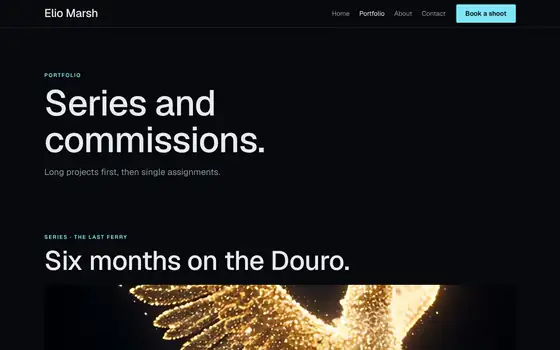 Elio Marsh
Home Portfolio About Contact Book a shoot
PORTFOLIO
Series and
commissions.
Long projects first, then single assignments.
SERIES · THE LAST FERRY
Six months on the Douro.